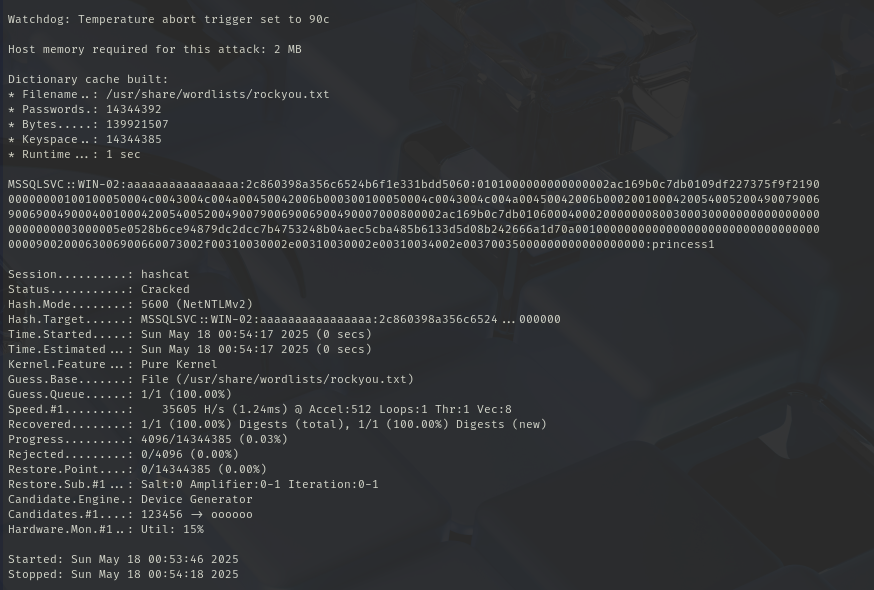 Watchdog: Temperature abort trigger set to 90c
Host memory required for this attack: 2 MB
Dictionary cache built:
* Filename..: /usr/share/wordlists/rockyou.txt
* Passwords.: 14344392
* Bytes.....: 139921507
* Keyspace..: 14344385
* Runtime...: 1 sec
MSSQLSVC::WIN-02:aaaaaaaaaaaaaaaa:2c860398a356c6524b6f1e331bdd5060:010100000000000002ac169b0c7db0109df227375f9f2190
0000000001001000050004c0043004c004a00450042006b000300100050004c0043004c004a00450042006b00020010004200540052004900790069
0069006900490004001000420054005200490079006900690049000700080000​2ac169b0c7db01060004000200000008003000300000000000000000
0000000003000005e0528b6ce94879dc2dcc7b4753248b04aec5cba485b6133d5d08b242666a1d70a0010000000000000000000000000000000000
00000900200063006900660073002f00310030002e00310030002e00310034002e003700350000000000000000000000:princess1
Session..........: hashcat
Status...........: Cracked
Hash.Mode........: 5600 (NetNTLMv2)
Hash.Target......: MSSQLSVC::WIN-02:aaaaaaaaaaaaaaaa:2c860398a356c6524...000000
Time.Started.....: Sun May 18 00:54:17 2025 (0 secs)
Time.Estimated...: Sun May 18 00:54:17 2025 (0 secs)
Kernel.Feature...: Pure Kernel
Guess.Base.......: File (/usr/share/wordlists/rockyou.txt)
Guess.Queue......: 1/1 (100.00%)
Speed.#1.........:    35605 H/s (1.24ms) @ Accel:512 Loops:1 Thr:1 Vec:8
Recovered........: 1/1 (100.00%) Digests (total), 1/1 (100.00%) Digests (new)
Progress.........: 4096/14344385 (0.03%)
Rejected.........: 0/4096 (0.00%)
Restore.Point....: 0/14344385 (0.00%)
Restore.Sub.#1...: Salt:0 Amplifier:0-1 Iteration:0-1
Candidate.Engine.: Device Generator
Candidates.#1....: 123456 -> oooooo
Hardware.Mon.#1..: Util: 15%
Started: Sun May 18 00:53:46 2025
Stopped: Sun May 18 00:54:18 2025